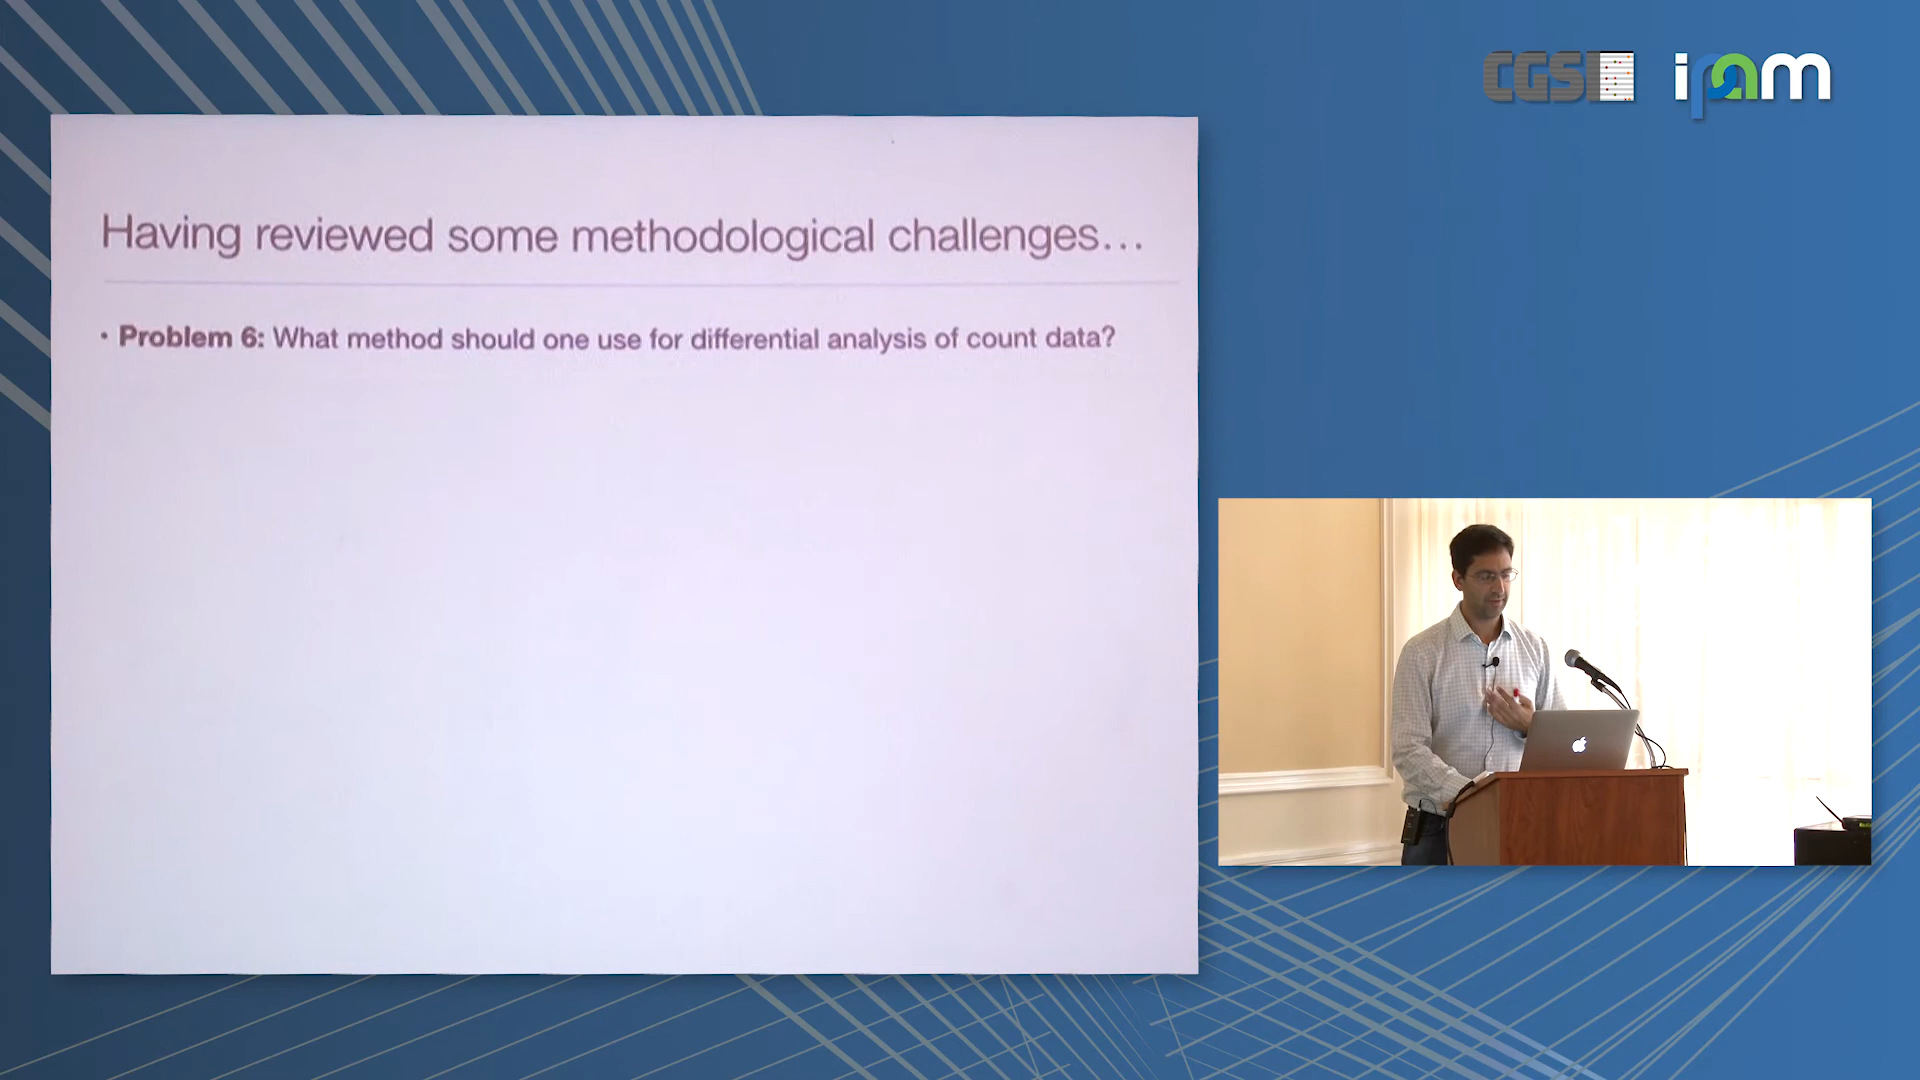 CGSI
ipam
Having reviewed some methodological challenges...
• Problem 6: What method should one use for differential analysis of count data?